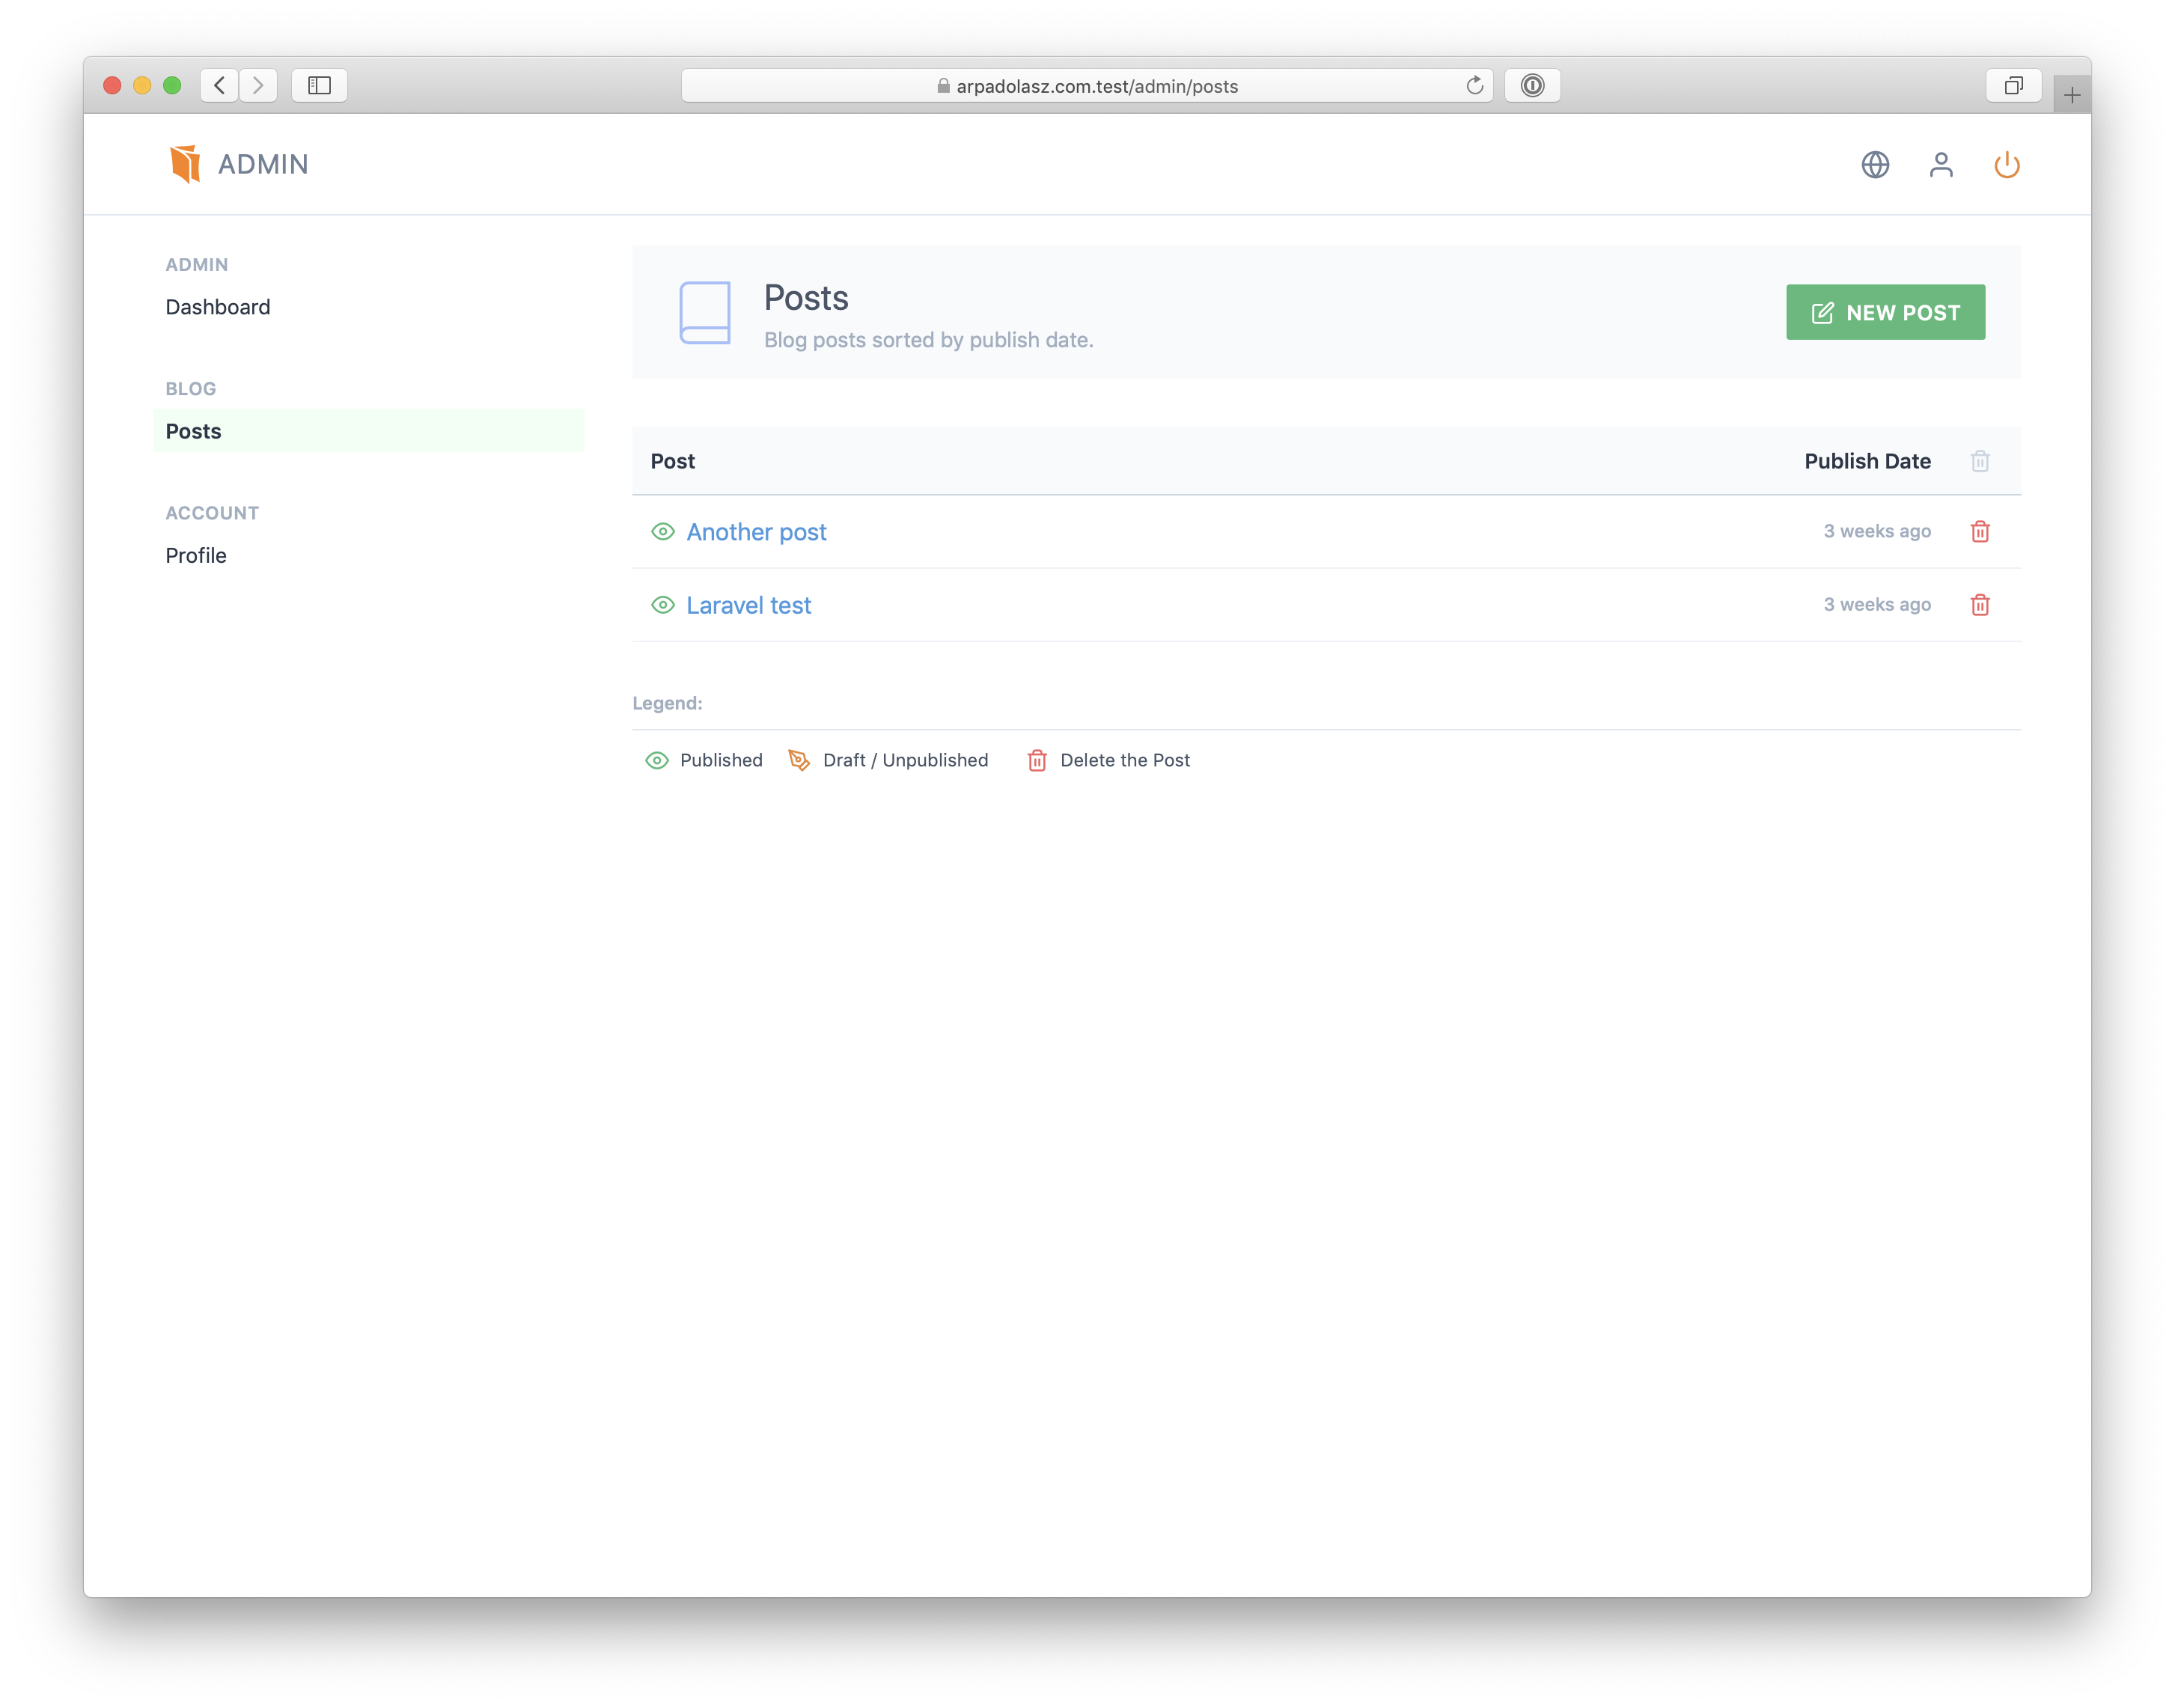 arpadolasz.com.test/admin/posts
ADMIN
ADMIN
Dashboard
BLOG
Posts
ACCOUNT
Profile
Posts
Blog posts sorted by publish date.
NEW POST
Post Publish Date
Another post 3 weeks ago
Laravel test 3 weeks ago
Legend:
Published Draft / Unpublished Delete the Post